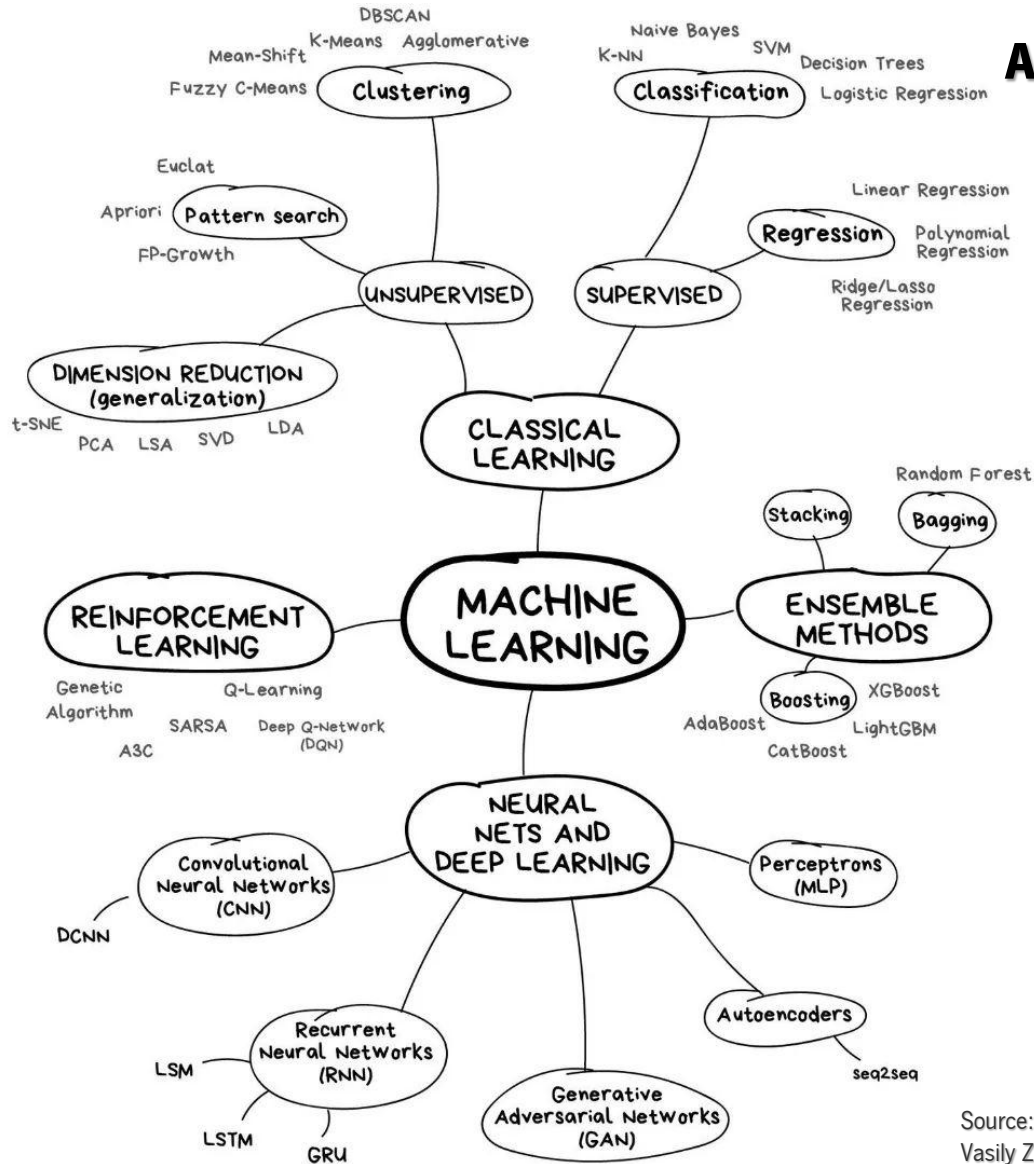 DBSCAN
K-Means Agglomerative
Mean-Shift
Fuzzy C-Means
Clustering
Naive Bayes
K-NN
SVM
Decision Trees
Logistic Regression
Classification
A
Euclat
Apriori
FP-Growth
Pattern search
Linear Regression
Regression
Polynomial
Regression
Ridge/Lasso
Regression
UNSUPERVISED
SUPERVISED
DIMENSION REDUCTION
(generalization)
t-SNE
PCA
LSA
SVD
LDA
CLASSICAL
LEARNING
Random Forest
Stacking
Bagging
REINFORCEMENT
LEARNING
MACHINE
LEARNING
ENSEMBLE
METHODS
Genetic
Algorithm
Q-Learning
SARSA
Deep Q-Network
(DQN)
A3C
Boosting
XGBoost
AdaBoost
LightGBM
CatBoost
NEURAL
NETS AND
DEEP LEARNING
Convolutional
Neural Networks
(CNN)
DCNN
Perceptrons
(MLP)
Autoencoders
seq2seq
Recurrent
Neural Networks
(RNN)
LSM
LSTM
GRU
Generative
Adversarial Networks
(GAN)
Source:
Vasily Z